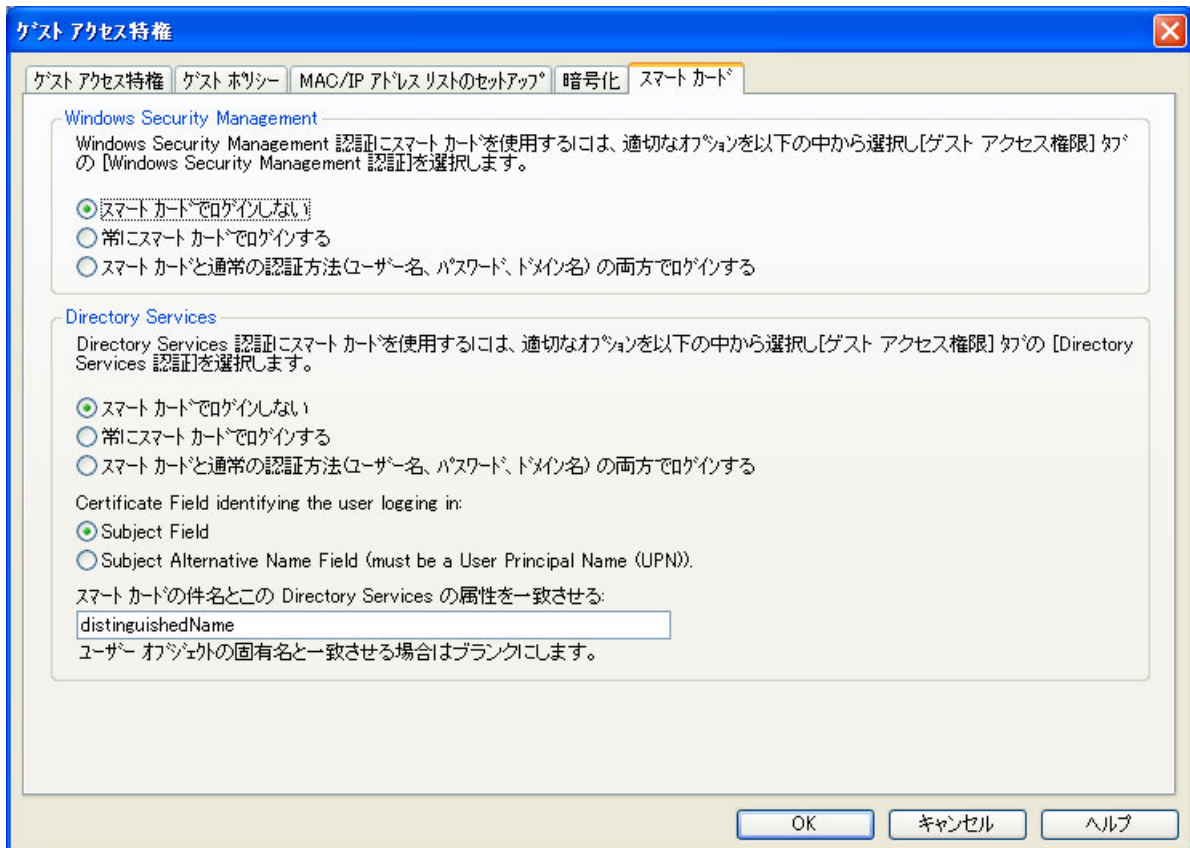 ゲスト アクセス特権
ゲスト アクセス特権 ゲスト ポリシー MAC/IP アドレス リストのセットアップ 暗号化 スマート カード
Windows Security Management
Windows Security Management 認証にスマート カードを使用するには、適切なオプションを以下の中から選択し[ゲスト アクセス権限] タブ
の [Windows Security Management 認証]を選択します。
スマート カードでログインしない
常にスマート カードでログインする
スマート カードと通常の認証方法(ユーザー名、パスワード、ドメイン名) の両方でログインする
Directory Services
Directory Services 認証にスマート カードを使用するには、適切なオプションを以下の中から選択し[ゲスト アクセス権限] タブの [Directory
Services 認証]を選択します。
スマート カードでログインしない
常にスマート カードでログインする
スマート カードと通常の認証方法(ユーザー名、パスワード、ドメイン名) の両方でログインする
Certificate Field identifying the user logging in:
Subject Field
Subject Alternative Name Field (must be a User Principal Name (UPN)).
スマート カードの件名とこの Directory Services の属性を一致させる:
distinguishedName
ユーザー オブジェクトの固有名と一致させる場合はブランクにします。
OK キャンセル ヘルプ